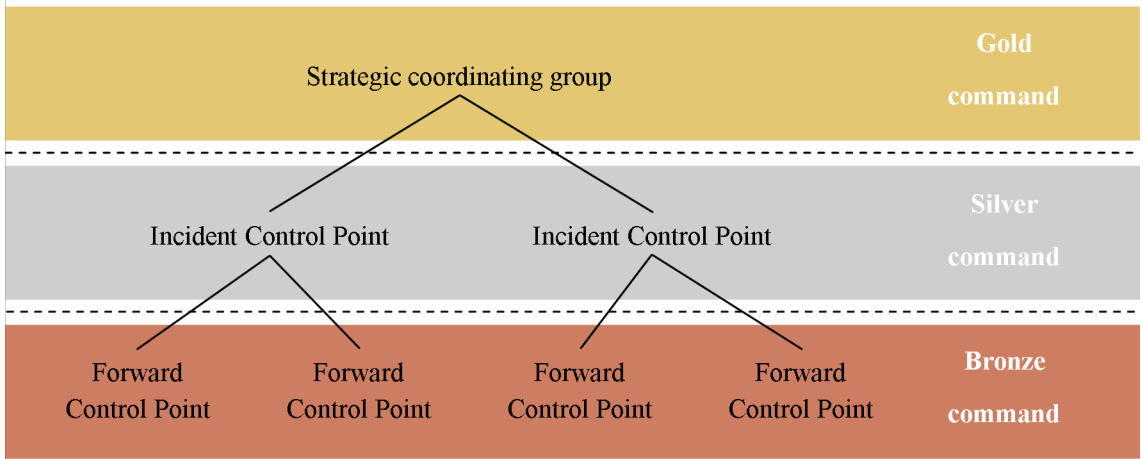 Gold
command
Strategic coordinating group
Silver
command
Incident Control Point
Incident Control Point
Bronze
command
Forward
Control Point
Forward
Control Point
Forward
Control Point
Forward
Control Point